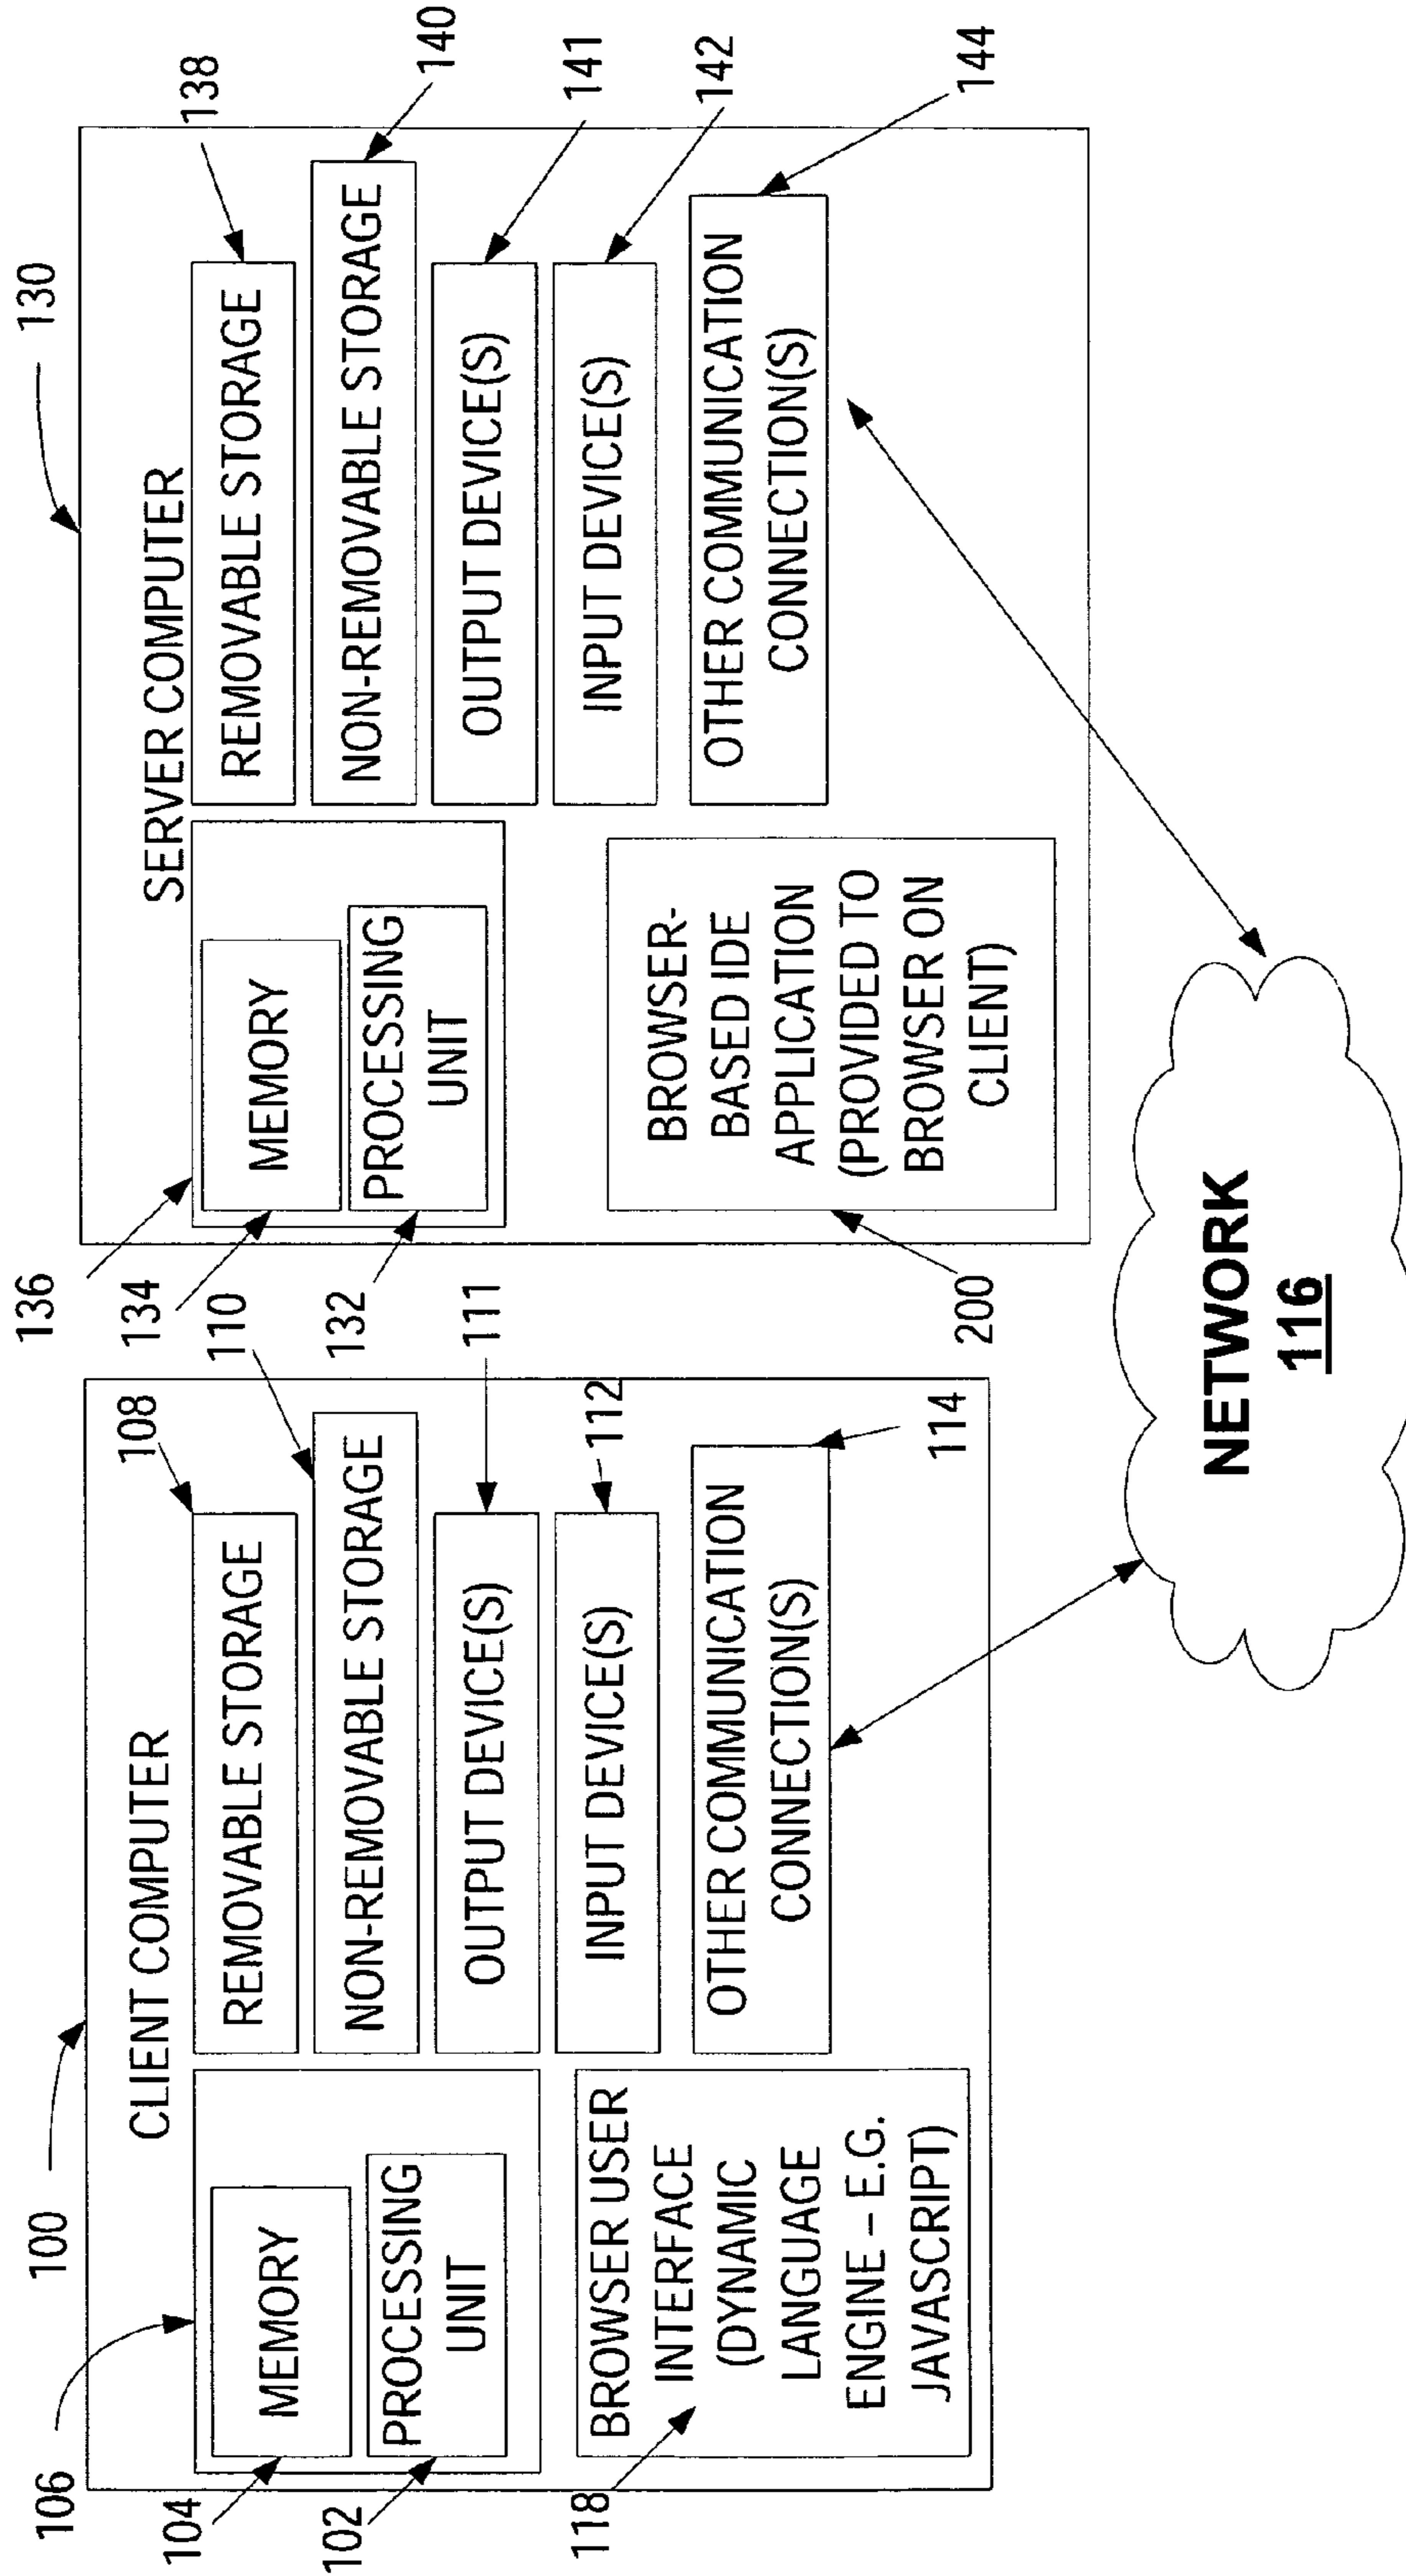 100
CLIENT COMPUTER
106
MEMORY
104
PROCESSING
UNIT
102
REMOVABLE STORAGE
108
NON-REMOVABLE STORAGE
110
OUTPUT DEVICE(S)
111
INPUT DEVICE(S)
112
OTHER COMMUNICATION
CONNECTION(S)
114
BROWSER USER
INTERFACE
(DYNAMIC
LANGUAGE
ENGINE – E.G.
JAVASCRIPT)
118
130
SERVER COMPUTER
136
MEMORY
134
PROCESSING
UNIT
132
REMOVABLE STORAGE
138
NON-REMOVABLE STORAGE
140
OUTPUT DEVICE(S)
141
INPUT DEVICE(S)
142
OTHER COMMUNICATION
CONNECTION(S)
144
BROWSER-
BASED IDE
APPLICATION
(PROVIDED TO
BROWSER ON
CLIENT)
200
NETWORK
116